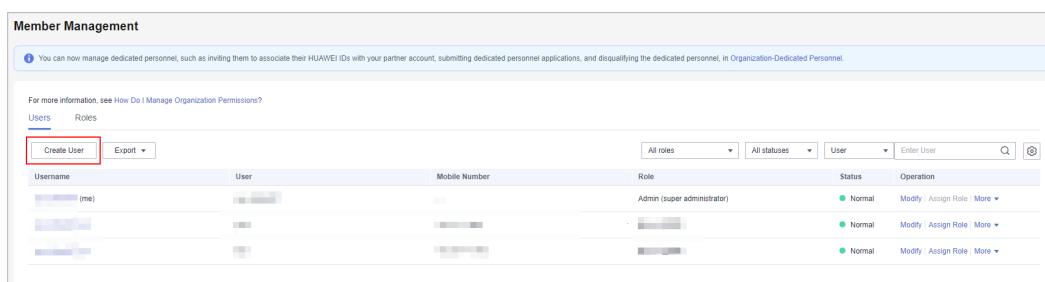 Member Management
You can now manage dedicated personnel, such as inviting them to associate their HUAWEI IDs with your partner account, submitting dedicated personnel applications, and disqualifying the dedicated personnel, in Organization-Dedicated Personnel.
For more information, see How Do I Manage Organization Permissions?
Users Roles
Create User Export All roles All statuses User Enter User
Username User Mobile Number Role Status Operation
(me) Admin (super administrator) Normal Modify Assign Role More
Normal Modify Assign Role More
Normal Modify Assign Role More